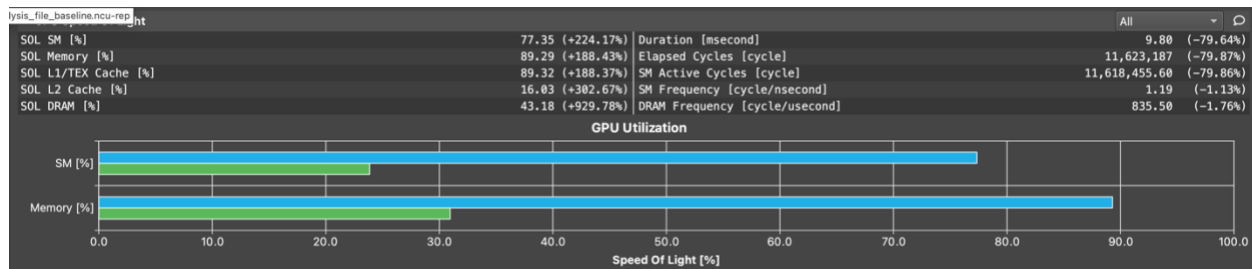 lysis_file_baseline.ncu-rep
ht
All
SOL SM [%] 77.35 (+224.17%) Duration [msecond] 9.80 (-79.64%)
SOL Memory [%] 89.29 (+188.43%) Elapsed Cycles [cycle] 11,623,187 (-79.87%)
SOL L1/TEX Cache [%] 89.32 (+188.37%) SM Active Cycles [cycle] 11,618,455.60 (-79.86%)
SOL L2 Cache [%] 16.03 (+302.67%) SM Frequency [cycle/nsecond] 1.19 (-1.13%)
SOL DRAM [%] 43.18 (+929.78%) DRAM Frequency [cycle/usecond] 835.50 (-1.76%)
GPU Utilization
SM [%]
Memory [%]
0.0 10.0 20.0 30.0 40.0 50.0 60.0 70.0 80.0 90.0 100.0
Speed Of Light [%]